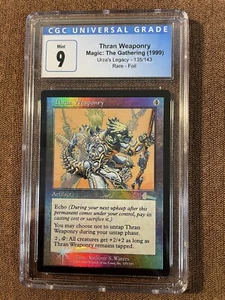 CGC UNIVERSAL GRADE
Mint
9
Thran Weaponry
Magic: The Gathering (1999)
Urza's Legacy - 135/143
Rare - Foil
Thran Weaponry
Artifact
Echo (During your next upkeep after this
permanent comes under your control, pay its
casting cost or sacrifice it.)
You may choose not to untap Thran
Weaponry during your untap phase.
All creatures get +2/+2 as long as
Thran Weaponry remains tapped.
Anthony S. Waters